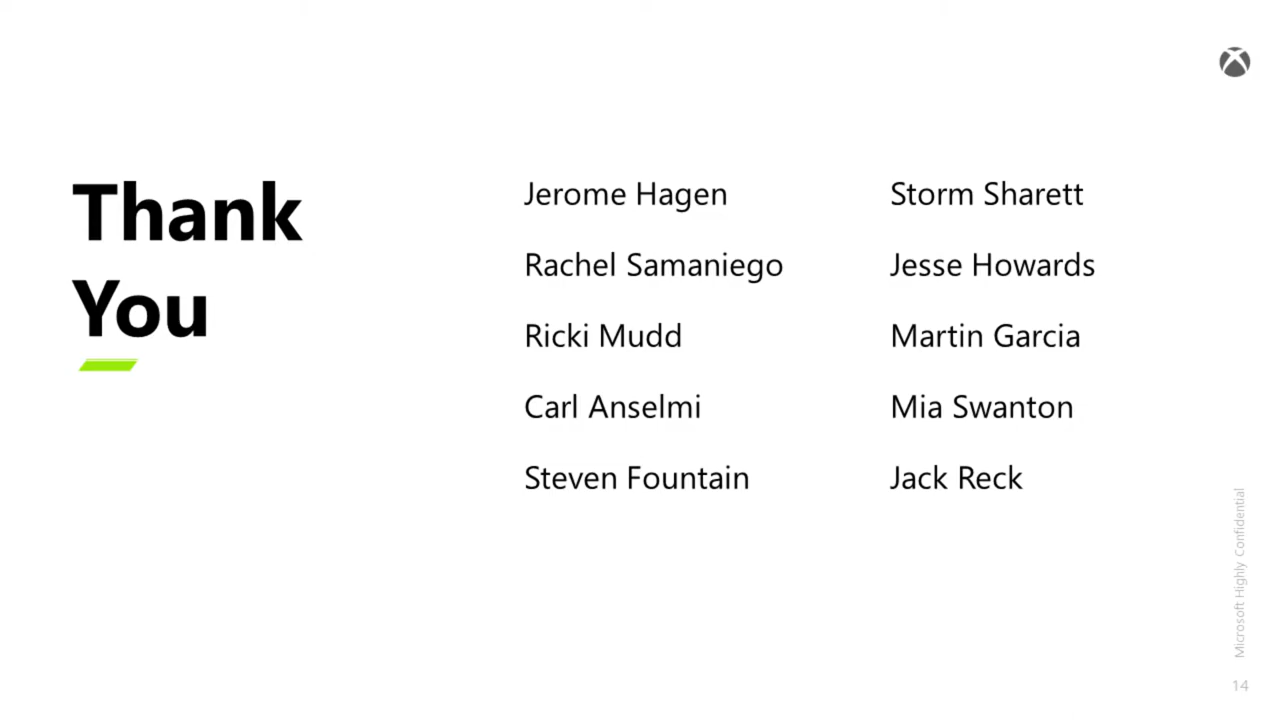 Thank
You
Jerome Hagen
Rachel Samaniego
Ricki Mudd
Carl Anselmi
Steven Fountain
Storm Sharett
Jesse Howards
Martin Garcia
Mia Swanton
Jack Reck
Microsoft Highly Confidential
14